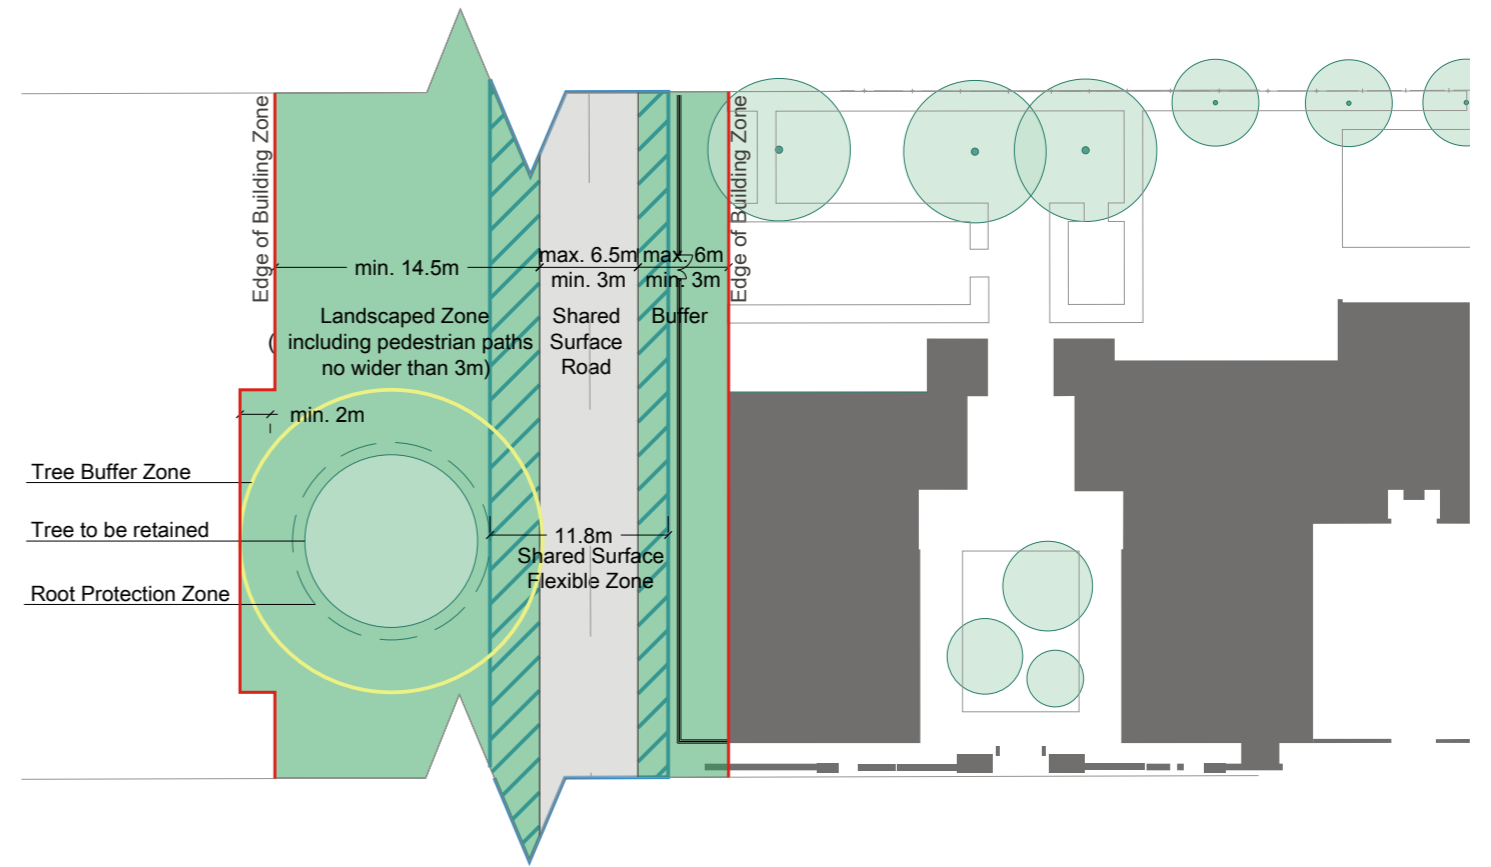 Edge of Building Zone
Edge of Building Zone
min. 14.5m
max. 6.5m
min. 3m
max. 6m
min. 3m
Landscaped Zone
( including pedestrian paths
no wider than 3m)
Shared
Surface
Road
Buffer
min. 2m
Tree Buffer Zone
Tree to be retained
Root Protection Zone
11.8m
Shared Surface
Flexible Zone